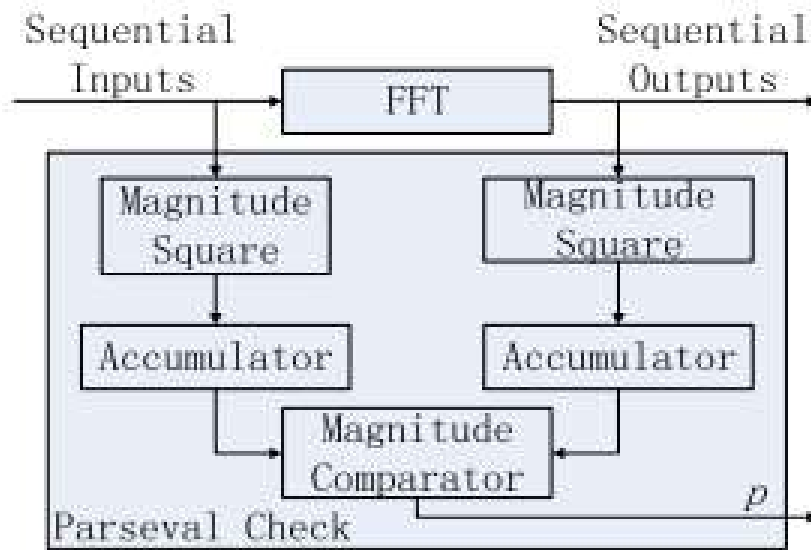 Sequential
Inputs
Sequential
Outputs
FFT
Magnitude
Square
Magnitude
Square
Accumulator
Accumulator
Magnitude
Comparator
p
Parseval Check